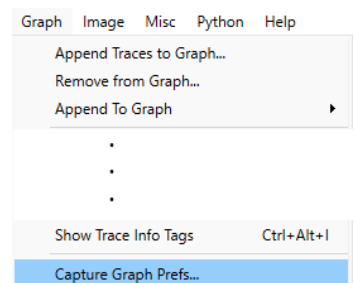 Graph Image Misc Python Help
Append Traces to Graph...
Remove from Graph...
Append To Graph
.
.
.
Show Trace Info Tags Ctrl+Alt+I
Capture Graph Prefs...